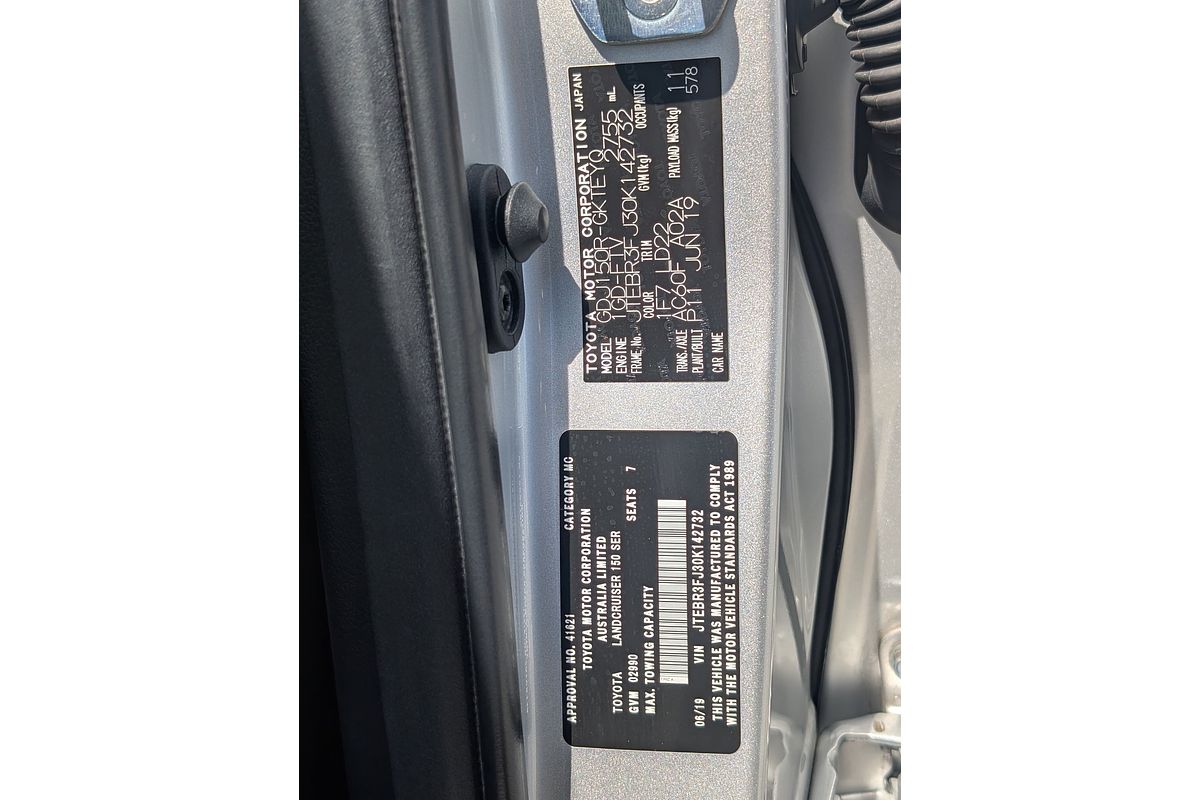 TOYOTA MOTOR CORPORATION JAPAN
MODEL GDJ150R-GKTEYQ
ENGINE 1GD-FTV 2755 mL
FRAME No. JTEBR3FJ30K142732
COLOR TRIM GVM(kg) OCCUPANTS
1F7 LD22 11
TRANS./AXLE AC60F A02A PAYLOAD MASS(kg) 578
PLANT/BUILT P11 JUN 19
CAR NAME
APPROVAL NO. 41621 CATEGORY MC
TOYOTA MOTOR CORPORATION
AUSTRALIA LIMITED
TOYOTA LANDCRUISER 150 SER
GVM 02990 SEATS 7
MAX. TOWING CAPACITY
06/19 VIN JTEBR3FJ30K142732
THIS VEHICLE WAS MANUFACTURED TO COMPLY
WITH THE MOTOR VEHICLE STANDARDS ACT 1989